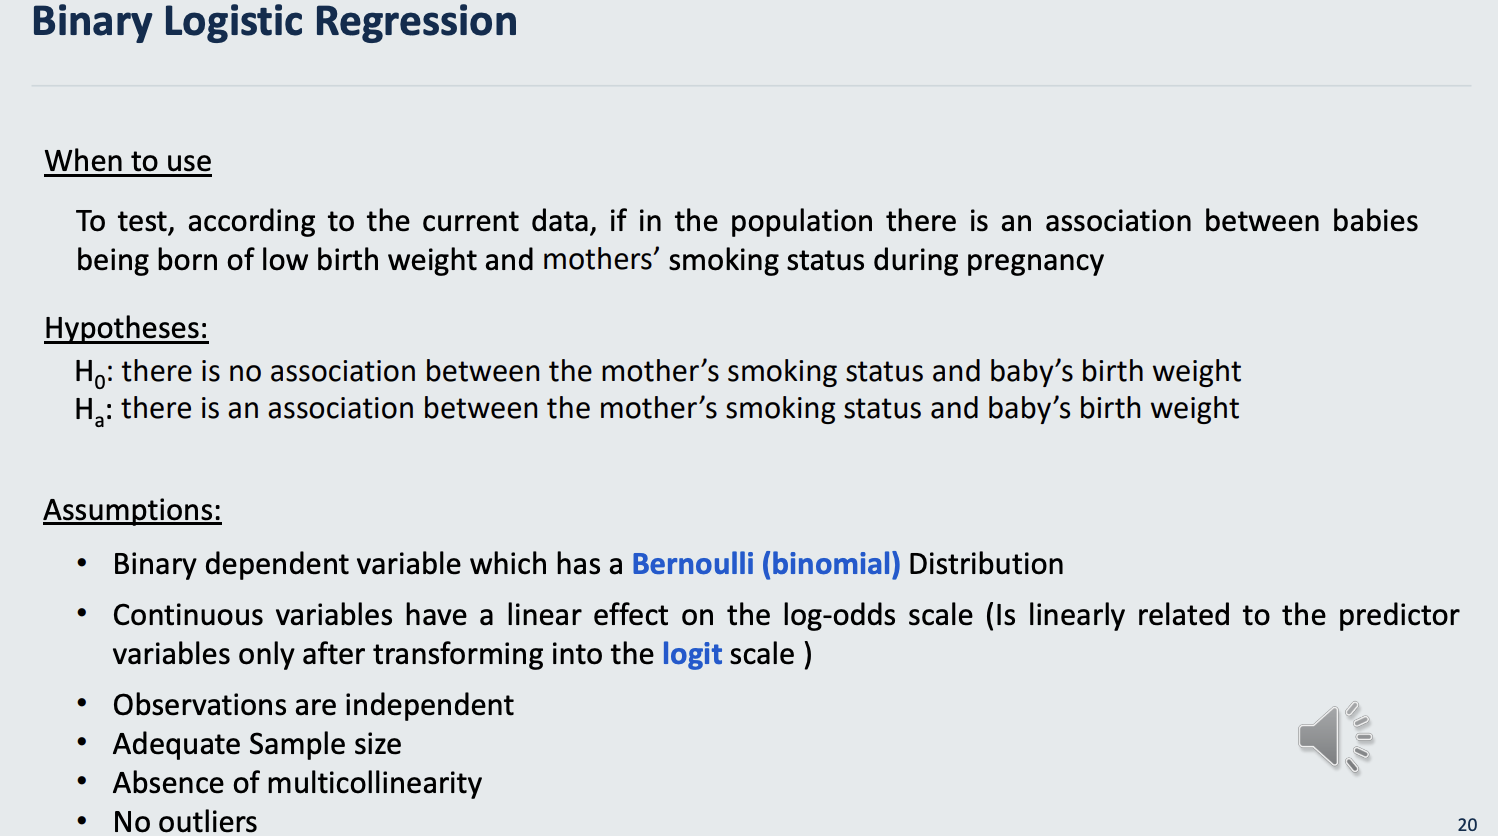 Binary Logistic Regression
When to use
To test, according to the current data, if in the population there is an association between babies
being born of low birth weight and mothers’ smoking status during pregnancy
Hypotheses:
H0: there is no association between the mother’s smoking status and baby’s birth weight
Ha: there is an association between the mother’s smoking status and baby’s birth weight
Assumptions:
• Binary dependent variable which has a Bernoulli (binomial) Distribution
• Continuous variables have a linear effect on the log-odds scale (Is linearly related to the predictor
variables only after transforming into the logit scale )
• Observations are independent
• Adequate Sample size
• Absence of multicollinearity
• No outliers
20